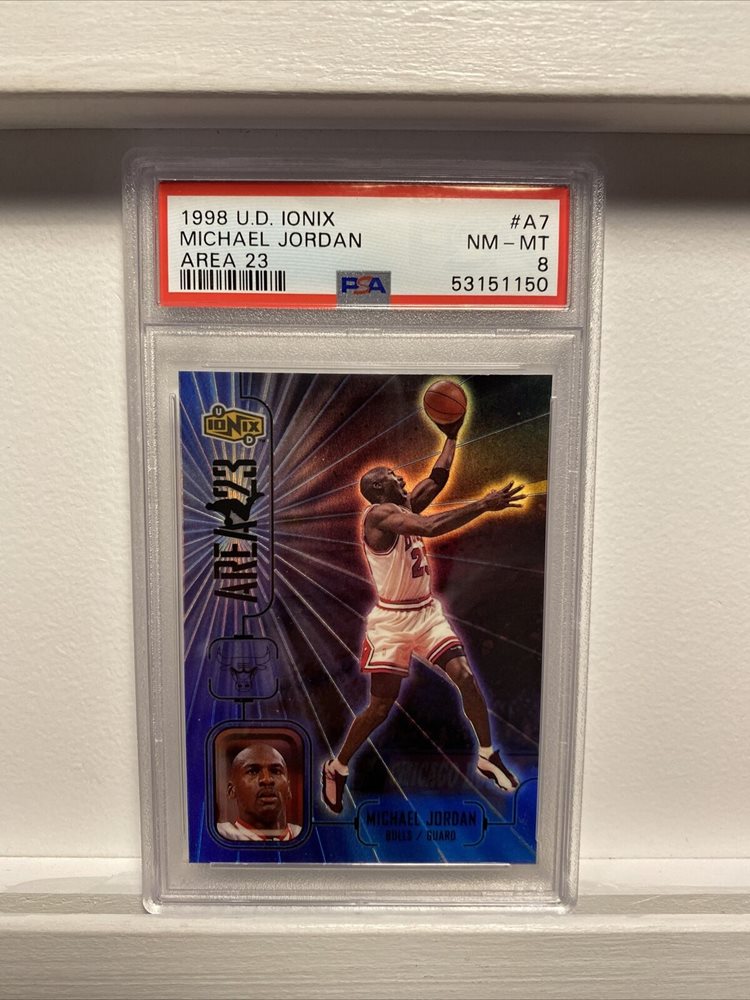 1998 U.D. IONIX #A7
MICHAEL JORDAN NM - MT
AREA 23 8
PSA 53151150
U
IONIX
D
AREA 23
23
CHICAGO
MICHAEL JORDAN
BULLS / GUARD